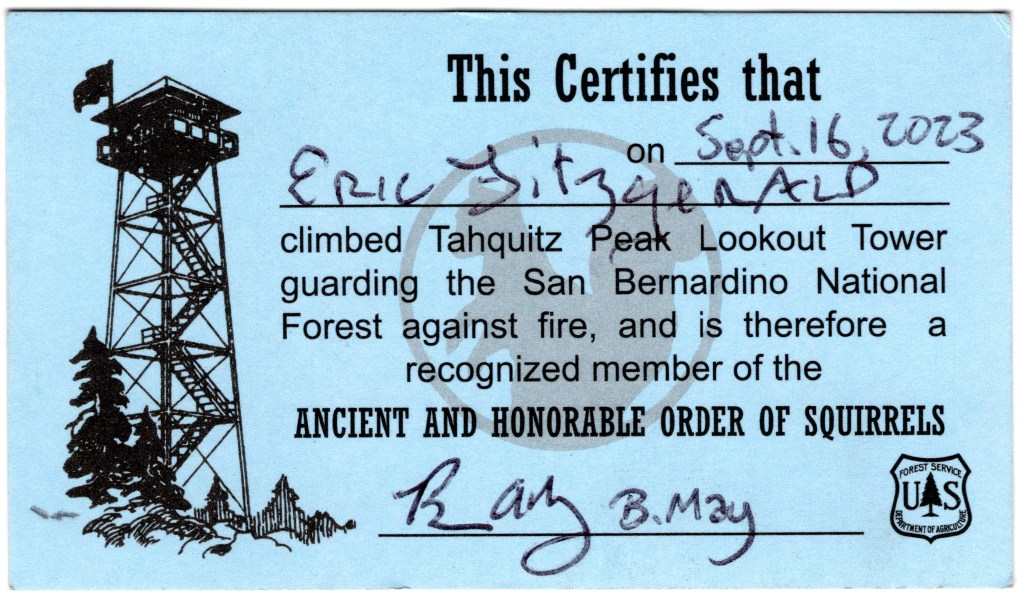 This Certifies that
on Sept. 16, 2023
ERIC FitzgeRALD
climbed Tahquitz Peak Lookout Tower
guarding the San Bernardino National
Forest against fire, and is therefore a
recognized member of the
ANCIENT AND HONORABLE ORDER OF SQUIRRELS
B. May
FOREST SERVICE
U S
DEPARTMENT OF AGRICULTURE